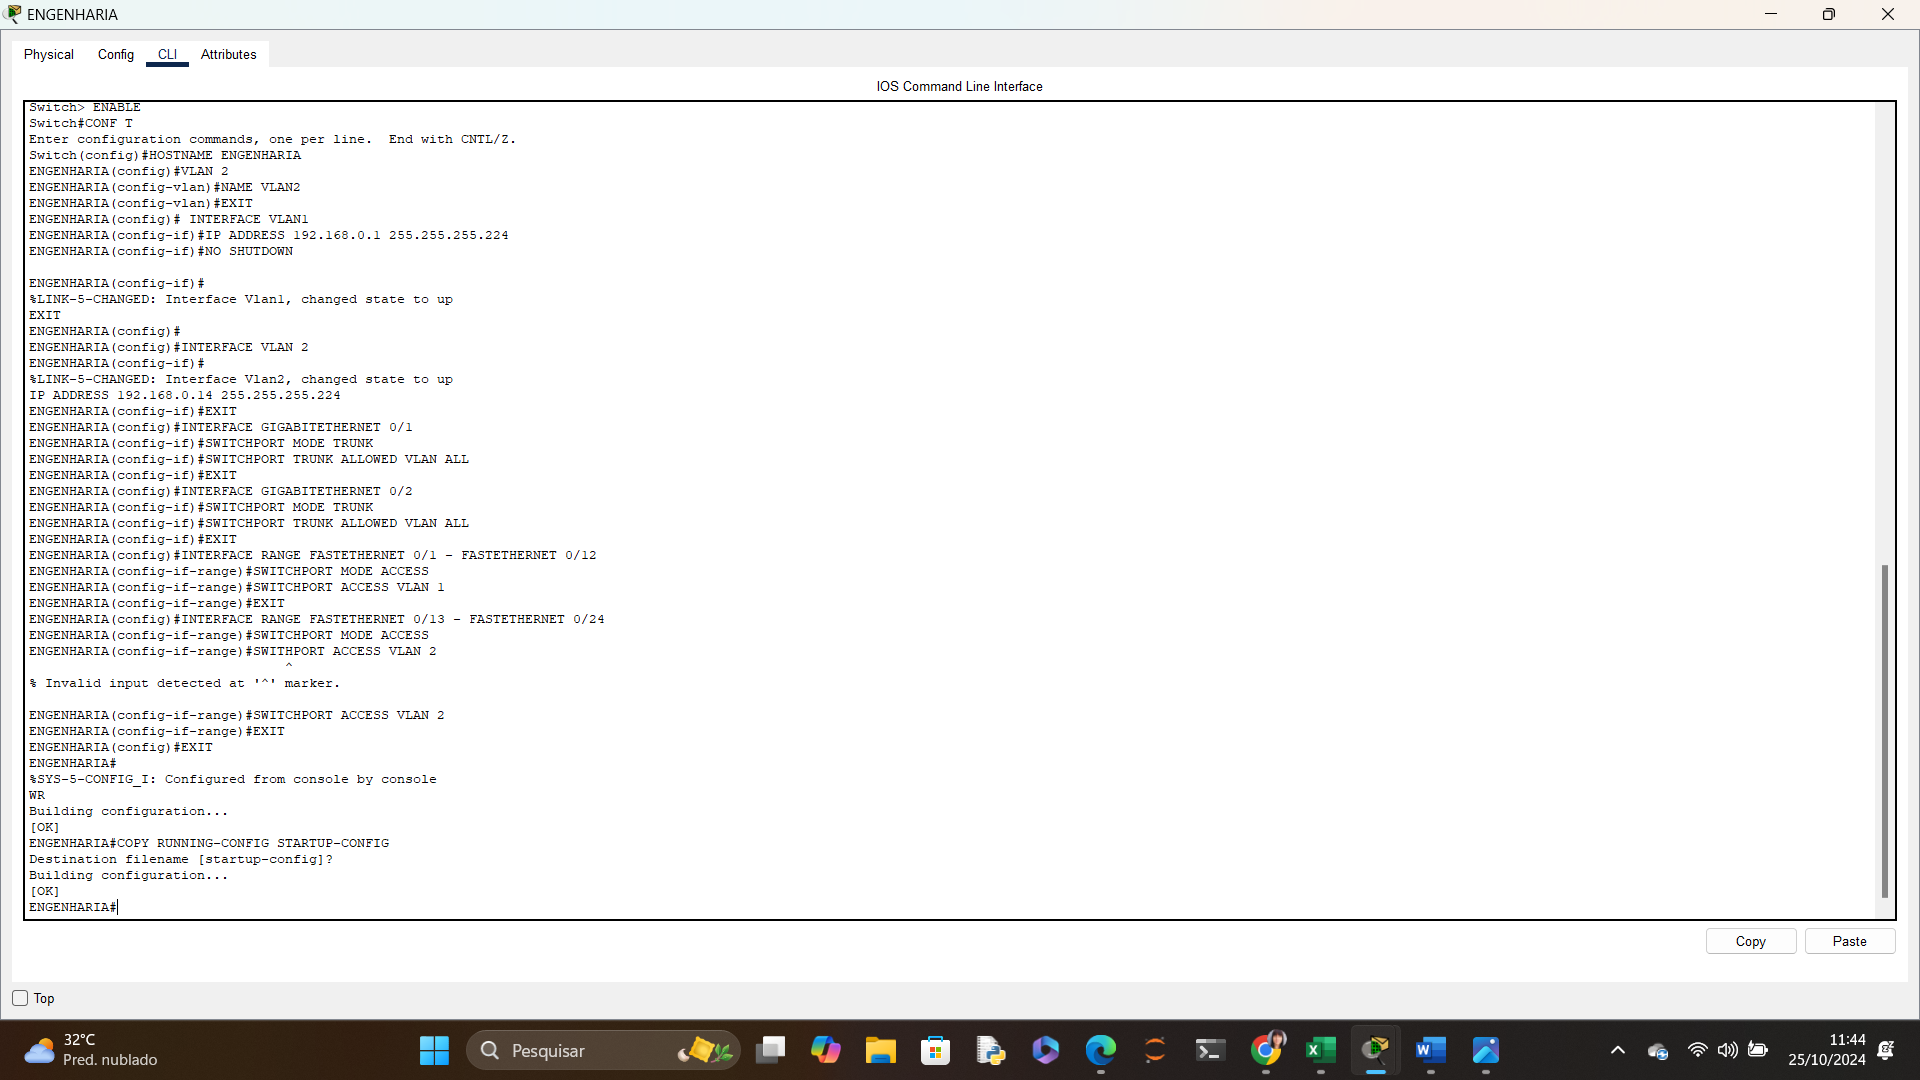 ENGENHARIA
Physical Config CLI Attributes
IOS Command Line Interface
Switch> ENABLE
Switch#CONF T
Enter configuration commands, one per line.  End with CNTL/Z.
Switch(config)#HOSTNAME ENGENHARIA
ENGENHARIA(config)#VLAN 2
ENGENHARIA(config-vlan)#NAME VLAN2
ENGENHARIA(config-vlan)#EXIT
ENGENHARIA(config)# INTERFACE VLAN1
ENGENHARIA(config-if)#IP ADDRESS 192.168.0.1 255.255.255.224
ENGENHARIA(config-if)#NO SHUTDOWN
ENGENHARIA(config-if)#
%LINK-5-CHANGED: Interface Vlan1, changed state to up
EXIT
ENGENHARIA(config)#
ENGENHARIA(config)#INTERFACE VLAN 2
ENGENHARIA(config-if)#
%LINK-5-CHANGED: Interface Vlan2, changed state to up
IP ADDRESS 192.168.0.14 255.255.255.224
ENGENHARIA(config-if)#EXIT
ENGENHARIA(config)#INTERFACE GIGABITETHERNET 0/1
ENGENHARIA(config-if)#SWITCHPORT MODE TRUNK
ENGENHARIA(config-if)#SWITCHPORT TRUNK ALLOWED VLAN ALL
ENGENHARIA(config-if)#EXIT
ENGENHARIA(config)#INTERFACE GIGABITETHERNET 0/2
ENGENHARIA(config-if)#SWITCHPORT MODE TRUNK
ENGENHARIA(config-if)#SWITCHPORT TRUNK ALLOWED VLAN ALL
ENGENHARIA(config-if)#EXIT
ENGENHARIA(config)#INTERFACE RANGE FASTETHERNET 0/1 - FASTETHERNET 0/12
ENGENHARIA(config-if-range)#SWITCHPORT MODE ACCESS
ENGENHARIA(config-if-range)#SWITCHPORT ACCESS VLAN 1
ENGENHARIA(config-if-range)#EXIT
ENGENHARIA(config)#INTERFACE RANGE FASTETHERNET 0/13 - FASTETHERNET 0/24
ENGENHARIA(config-if-range)#SWITCHPORT MODE ACCESS
ENGENHARIA(config-if-range)#SWITHPORT ACCESS VLAN 2
^
% Invalid input detected at '^' marker.
ENGENHARIA(config-if-range)#SWITCHPORT ACCESS VLAN 2
ENGENHARIA(config-if-range)#EXIT
ENGENHARIA(config)#EXIT
ENGENHARIA#
%SYS-5-CONFIG_I: Configured from console by console
WR
Building configuration...
[OK]
ENGENHARIA#COPY RUNNING-CONFIG STARTUP-CONFIG
Destination filename [startup-config]?
Building configuration...
[OK]
ENGENHARIA#
Copy Paste
Top
32°C
Pred. nublado
Pesquisar
11:44
25/10/2024